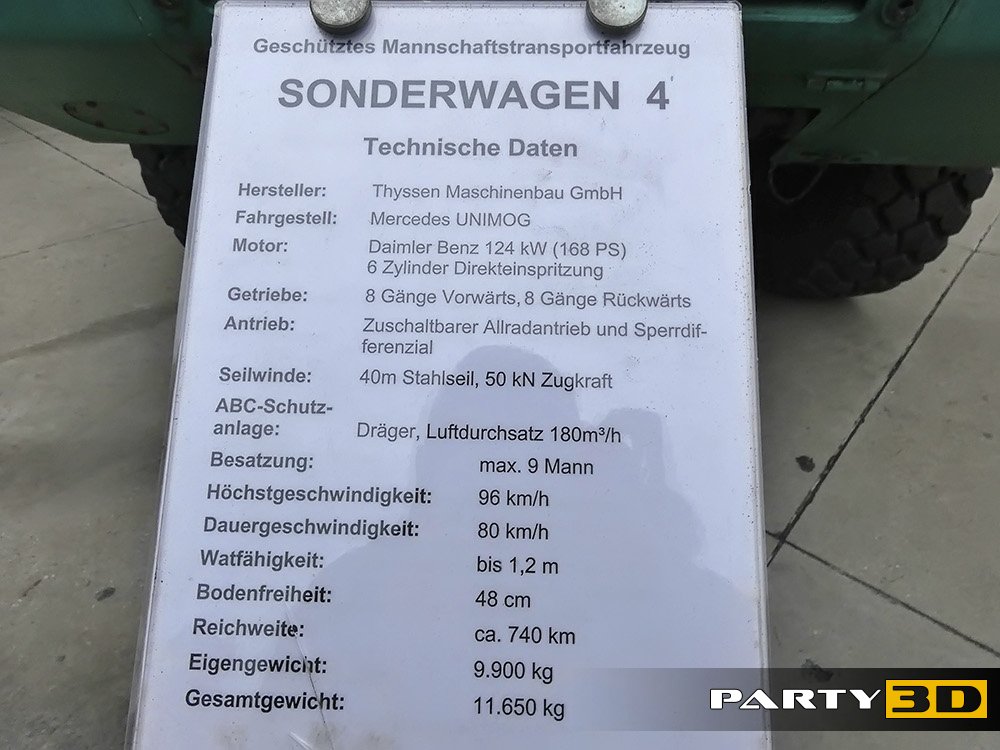 Geschütztes Mannschaftstransportfahrzeug
SONDERWAGEN 4
Technische Daten
Hersteller: Thyssen Maschinenbau GmbH
Fahrgestell: Mercedes UNIMOG
Motor: Daimler Benz 124 kW (168 PS)
6 Zylinder Direkteinspritzung
Getriebe: 8 Gänge Vorwärts, 8 Gänge Rückwärts
Antrieb: Zuschaltbarer Allradantrieb und Sperrdif-
ferenzial
Seilwinde: 40m Stahlseil, 50 kN Zugkraft
ABC-Schutz-
anlage: Dräger, Luftdurchsatz 180m³/h
Besatzung: max. 9 Mann
Höchstgeschwindigkeit: 96 km/h
Dauergeschwindigkeit: 80 km/h
Watfähigkeit: bis 1,2 m
Bodenfreiheit: 48 cm
Reichweite: ca. 740 km
Eigengewicht: 9.900 kg
Gesamtgewicht: 11.650 kg
PARTY3D